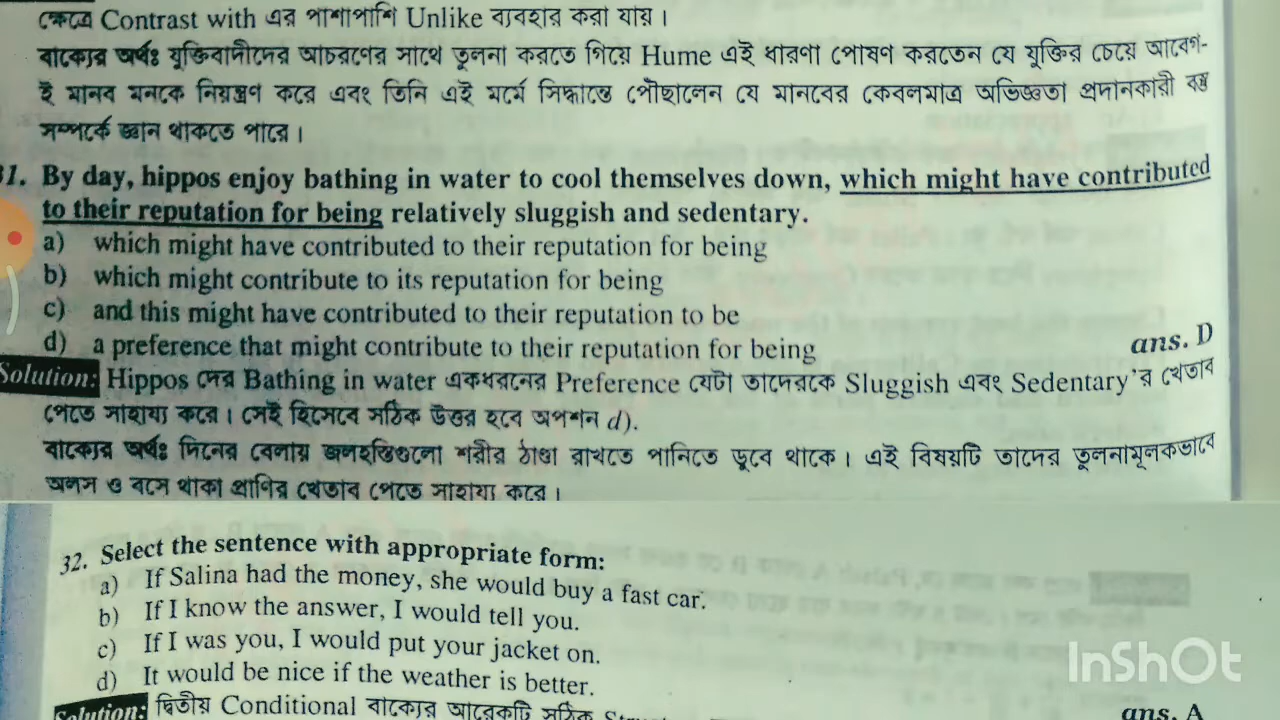 ক্ষেত্রে Contrast with এর পাশাপাশি Unlike ব্যবহার করা যায়।
বাক্যের অর্থঃ যুক্তিবাদীদের আচরণের সাথে তুলনা করতে গিয়ে Hume এই ধারণা পোষণ করতেন যে যুক্তির চেয়ে আবেগ-
ই মানব মনকে নিয়ন্ত্রণ করে এবং তিনি এই মর্মে সিদ্ধান্তে পৌছালেন যে মানবের কেবলমাত্র অভিজ্ঞতা প্রদানকারী বস্তু
সম্পর্কে জ্ঞান থাকতে পারে।
31. By day, hippos enjoy bathing in water to cool themselves down, which might have contributed
to their reputation for being relatively sluggish and sedentary.
a) which might have contributed to their reputation for being
b) which might contribute to its reputation for being
c) and this might have contributed to their reputation to be
d) a preference that might contribute to their reputation for being ans. D
Solution: Hippos দের Bathing in water একধরনের Preference যেটা তাদেরকে Sluggish এবং Sedentary'র খেতাব
পেতে সাহায্য করে। সেই হিসেবে সঠিক উত্তর হবে অপশন d).
বাক্যের অর্থঃ দিনের বেলায় জলহস্তিগুলো শরীর ঠাণ্ডা রাখতে পানিতে ডুবে থাকে। এই বিষয়টি তাদের তুলনামূলকভাবে
অলস ও বসে থাকা প্রাণির খেতাব পেতে সাহায্য করে।
32. Select the sentence with appropriate form:
a) If Salina had the money, she would buy a fast car.
b) If I know the answer, I would tell you.
c) If I was you, I would put your jacket on.
d) It would be nice if the weather is better.
ans. A
Solution: দ্বিতীয় Conditional বাক্যের আরেকটি সঠিক
InShOt